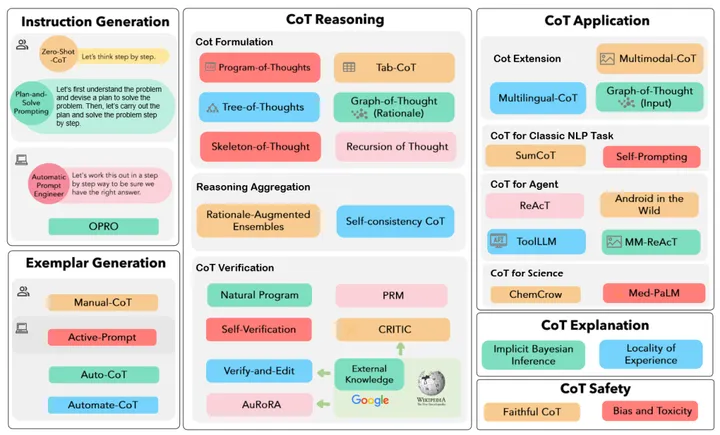 Instruction Generation
Zero-Shot
-CoT
Let's think step by step.
Plan-and-
Solve
Prompting
Let's first understand the problem
and devise a plan to solve the
problem. Then, let's carry out the
plan and solve the problem step
by step.
Automatic
Prompt
Engineer
Let's work this out in a step
by step way to be sure we
have the right answer.
OPRO
Exemplar Generation
Manual-CoT
Active-Prompt
Auto-CoT
Automate-CoT
CoT Reasoning
Cot Formulation
Program-of-Thoughts
Tab-CoT
Tree-of-Thoughts
Graph-of-Thought
(Rationale)
Skeleton-of-Thought
Recursion of Thought
Reasoning Aggregation
Rationale-Augmented
Ensembles
Self-consistency CoT
CoT Verification
Natural Program
PRM
Self-Verification
CRITIC
Verify-and-Edit
External
Knowledge
AuRoRA
Google
WIKIPEDIA
CoT Application
Cot Extension
Multimodal-CoT
Multilingual-CoT
Graph-of-Thought
(Input)
CoT for Classic NLP Task
SumCoT
Self-Prompting
CoT for Agent
ReAcT
Android in the
Wild
API
ToolLLM
MM-ReAcT
CoT for Science
ChemCrow
Med-PaLM
CoT Explanation
Implicit Bayesian
Inference
Locality of
Experience
CoT Safety
Faithful CoT
Bias and Toxicity